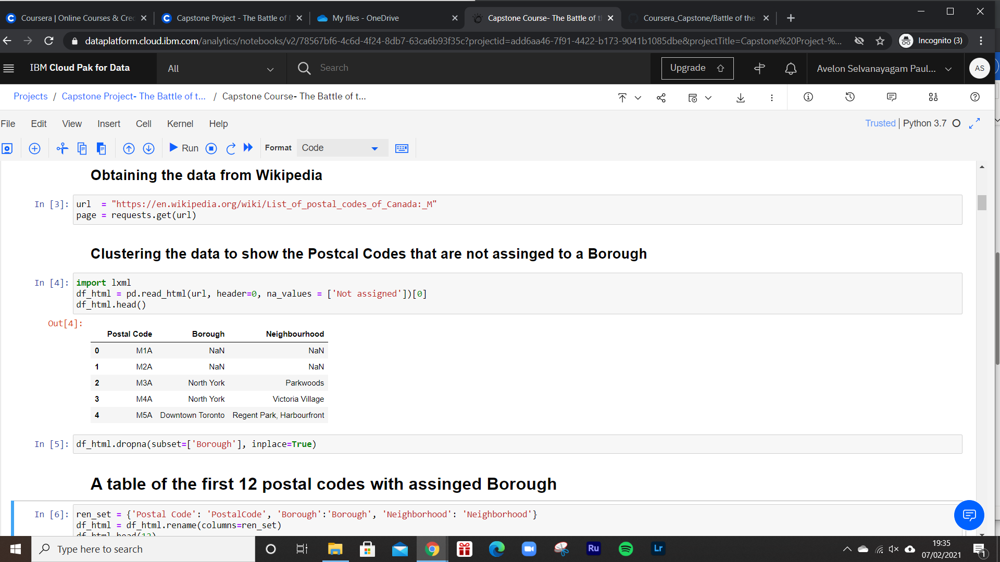 Coursera | Online Courses & Cre
Capstone Project - The Battle of
My files - OneDrive
Capstone Course- The Battle of t
Coursera_Capstone/Battle of the
dataplatform.cloud.ibm.com/analytics/notebooks/v2/78567bf6-4c6d-4f24-8db7-63ca6b93f35c?projectid=add6aa46-7f91-4422-b173-9041b1085dbe&projectTitle=Capstone%20Project-%...
Incognito (3)
IBM Cloud Pak for Data
All
Search
Upgrade
Avelon Selvanayagam Paul...
AS
Projects / Capstone Project- The Battle of t... / Capstone Course- The Battle of t...
File Edit View Insert Cell Kernel Help
Trusted | Python 3.7
Run
Format
Code
Obtaining the data from Wikipedia
In [3]: url = "https://en.wikipedia.org/wiki/List_of_postal_codes_of_Canada:_M"
page = requests.get(url)
Clustering the data to show the Postcal Codes that are not assinged to a Borough
In [4]: import lxml
df_html = pd.read_html(url, header=0, na_values = ['Not assigned'])[0]
df_html.head()
Out[4]:
Postal Code Borough Neighbourhood
0 M1A NaN NaN
1 M2A NaN NaN
2 M3A North York Parkwoods
3 M4A North York Victoria Village
4 M5A Downtown Toronto Regent Park, Harbourfront
In [5]: df_html.dropna(subset=['Borough'], inplace=True)
A table of the first 12 postal codes with assinged Borough
In [6]: ren_set = {'Postal Code': 'PostalCode', 'Borough':'Borough', 'Neighborhood': 'Neighborhood'}
df_html = df_html.rename(columns=ren_set)
df_html.head(12)
Type here to search
Ru
Lr
19:35
07/02/2021
1